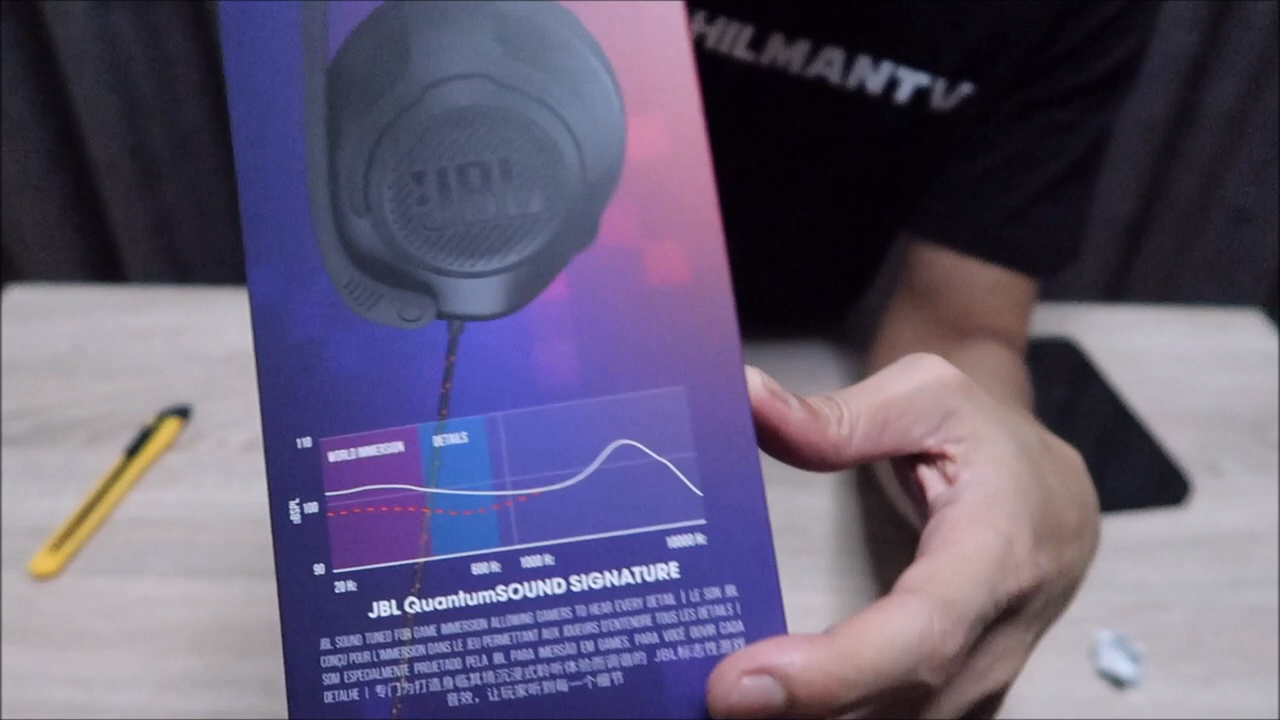 HILMANTV
JBL
110
WORLD IMMERSION
DETAILS
dBSPL
100
90
20 Hz
600 Hz
1000 Hz
10000 Hz
JBL QuantumSOUND SIGNATURE
JBL SOUND TUNED FOR GAME IMMERSION ALLOWING GAMERS TO HEAR EVERY DETAIL | LE SON JBL
CONÇU POUR L'IMMERSION DANS LE JEU PERMETTANT AUX JOUEURS D'ENTENDRE TOUS LES DETAILS |
SOM ESPECIALMENTE PROJETADO PELA JBL PARA IMERSÃO EM GAMES. PARA VOCÊ OUVIR CADA
DETALHE | 专门为打造身临其境沉浸式聆听体验而调谐的 JBL标志性游戏
音效，让玩家听到每一个细节